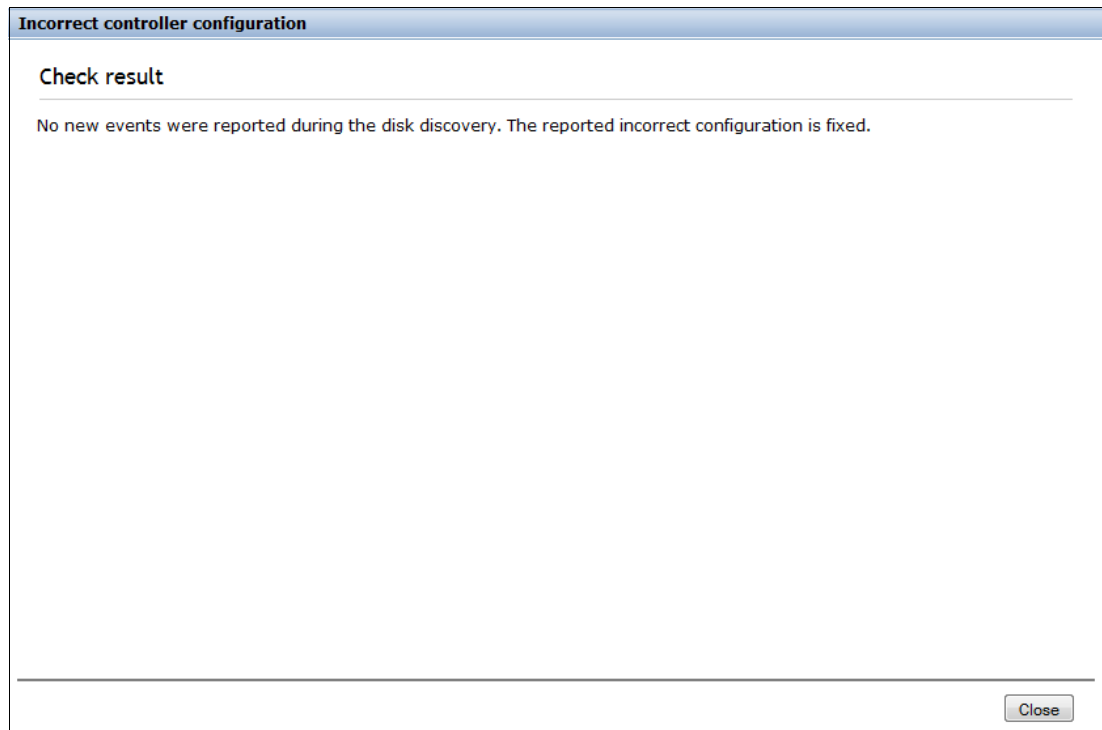 Incorrect controller configuration
Check result
No new events were reported during the disk discovery. The reported incorrect configuration is fixed.
Close